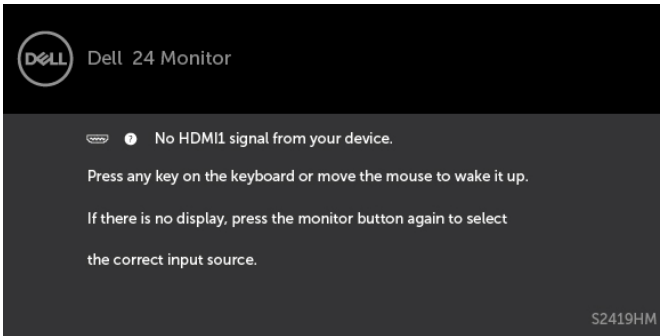 DELL Dell 24 Monitor
? No HDMI1 signal from your device.
Press any key on the keyboard or move the mouse to wake it up.
If there is no display, press the monitor button again to select
the correct input source.
S2419HM